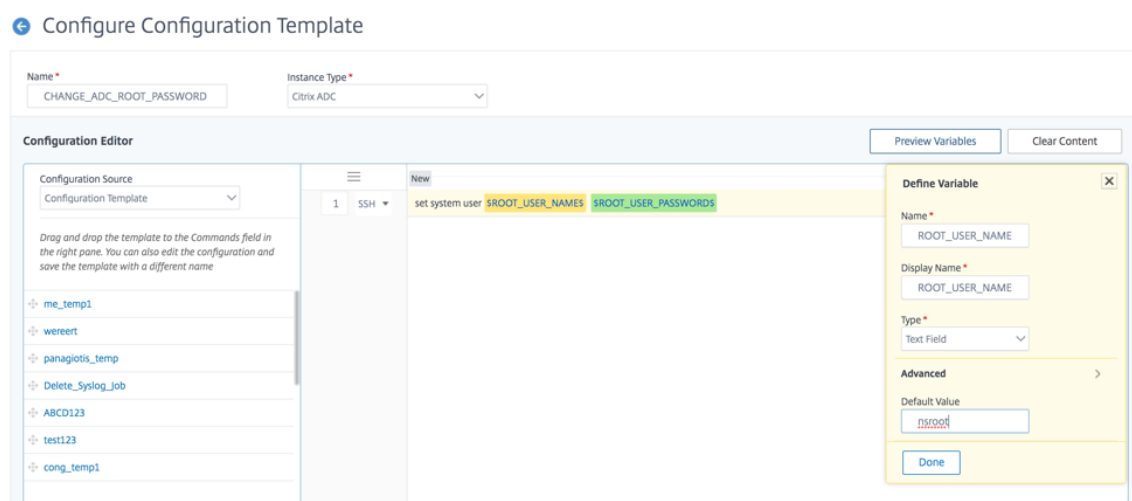 Configure Configuration Template
Name*
Instance Type*
CHANGE_ADC_ROOT_PASSWORD
Citrix ADC
Configuration Editor
Preview Variables
Clear Content
Configuration Source
Configuration Template
Drag and drop the template to the Commands field in
the right pane. You can also edit the configuration and
save the template with a different name
me_temp1
wereert
panagiotis_temp
Delete_Syslog_Job
ABCD123
test123
cong_temp1
New
1 SSH set system user $ROOT_USER_NAME$ $ROOT_USER_PASSWORD$
Define Variable
Name*
ROOT_USER_NAME
Display Name*
ROOT_USER_NAME
Type*
Text Field
Advanced
Default Value
nsroot
Done